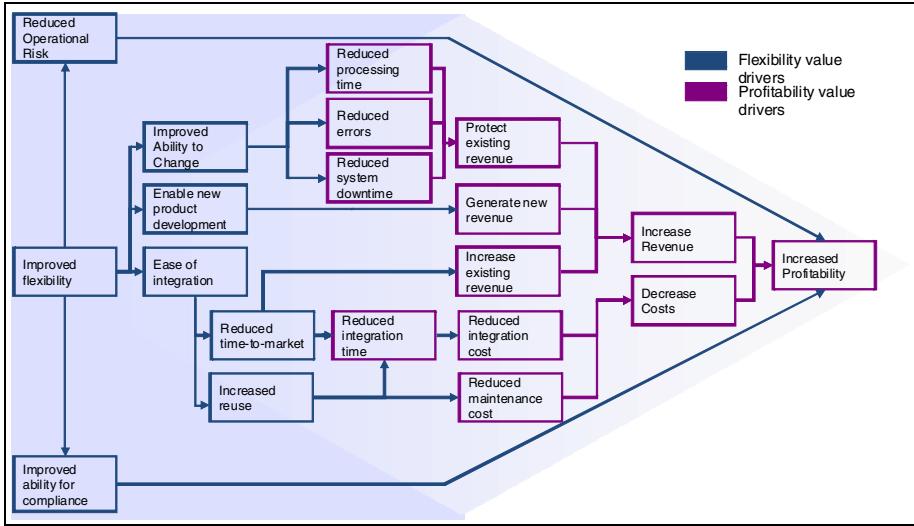 Reduced
Operational
Risk
Reduced
processing
time
Flexibility value
drivers
Profitability value
drivers
Improved
Ability to
Change
Reduced
errors
Protect existing
revenue
Reduced
system
downtime
Enable new
product
development
Generate new
revenue
Increase
Revenue
Improved
flexibility
Ease of
integration
Increase
existing
revenue
Increased
Profitability
Decrease
Costs
Reduced
time-to-market
Reduced
integration
time
Reduced
integration
cost
Increased
reuse
Reduced
maintenance
cost
Improved
ability for
compliance